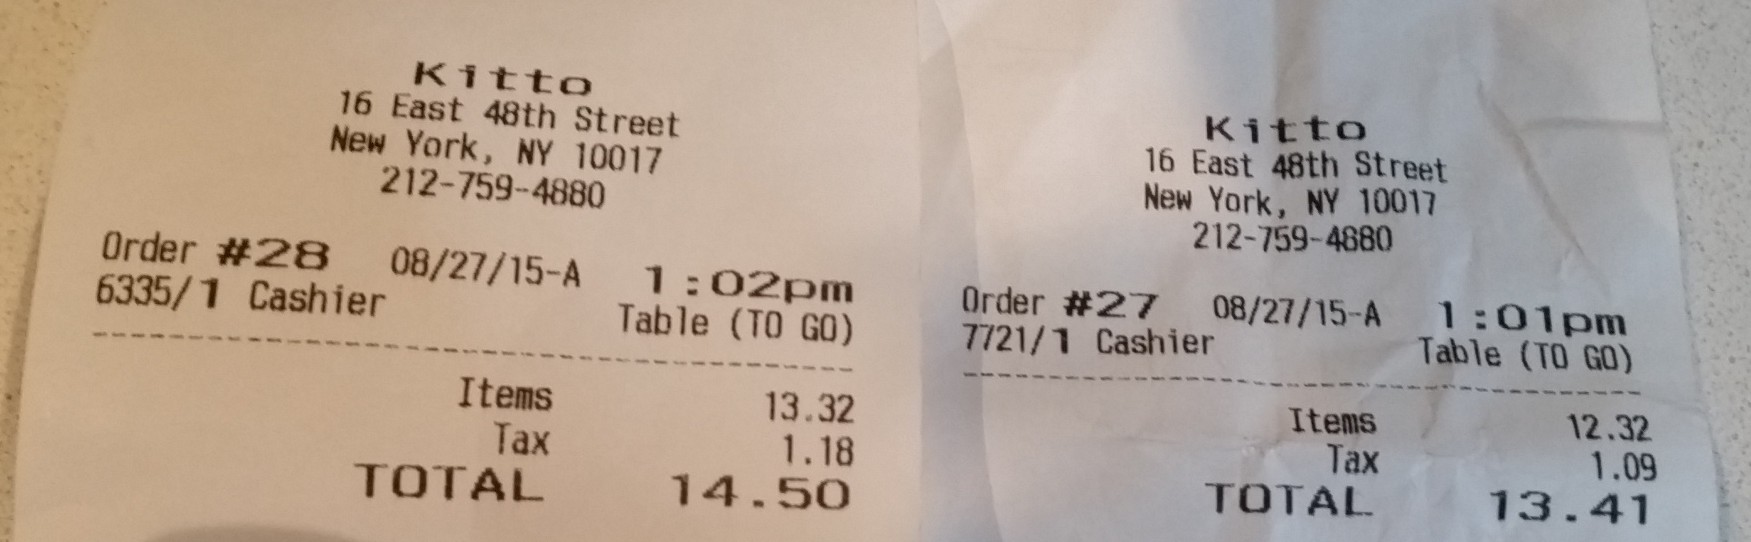 Kitto
16 East 48th Street
New York, NY 10017
212-759-4880
Order #28 08/27/15-A 1:02pm
6335/1 Cashier Table (TO GO)
Items 13.32
Tax 1.18
TOTAL 14.50
Kitto
16 East 48th Street
New York, NY 10017
212-759-4880
Order #27 08/27/15-A 1:01pm
7721/1 Cashier Table (TO GO)
Items 12.32
Tax 1.09
TOTAL 13.41